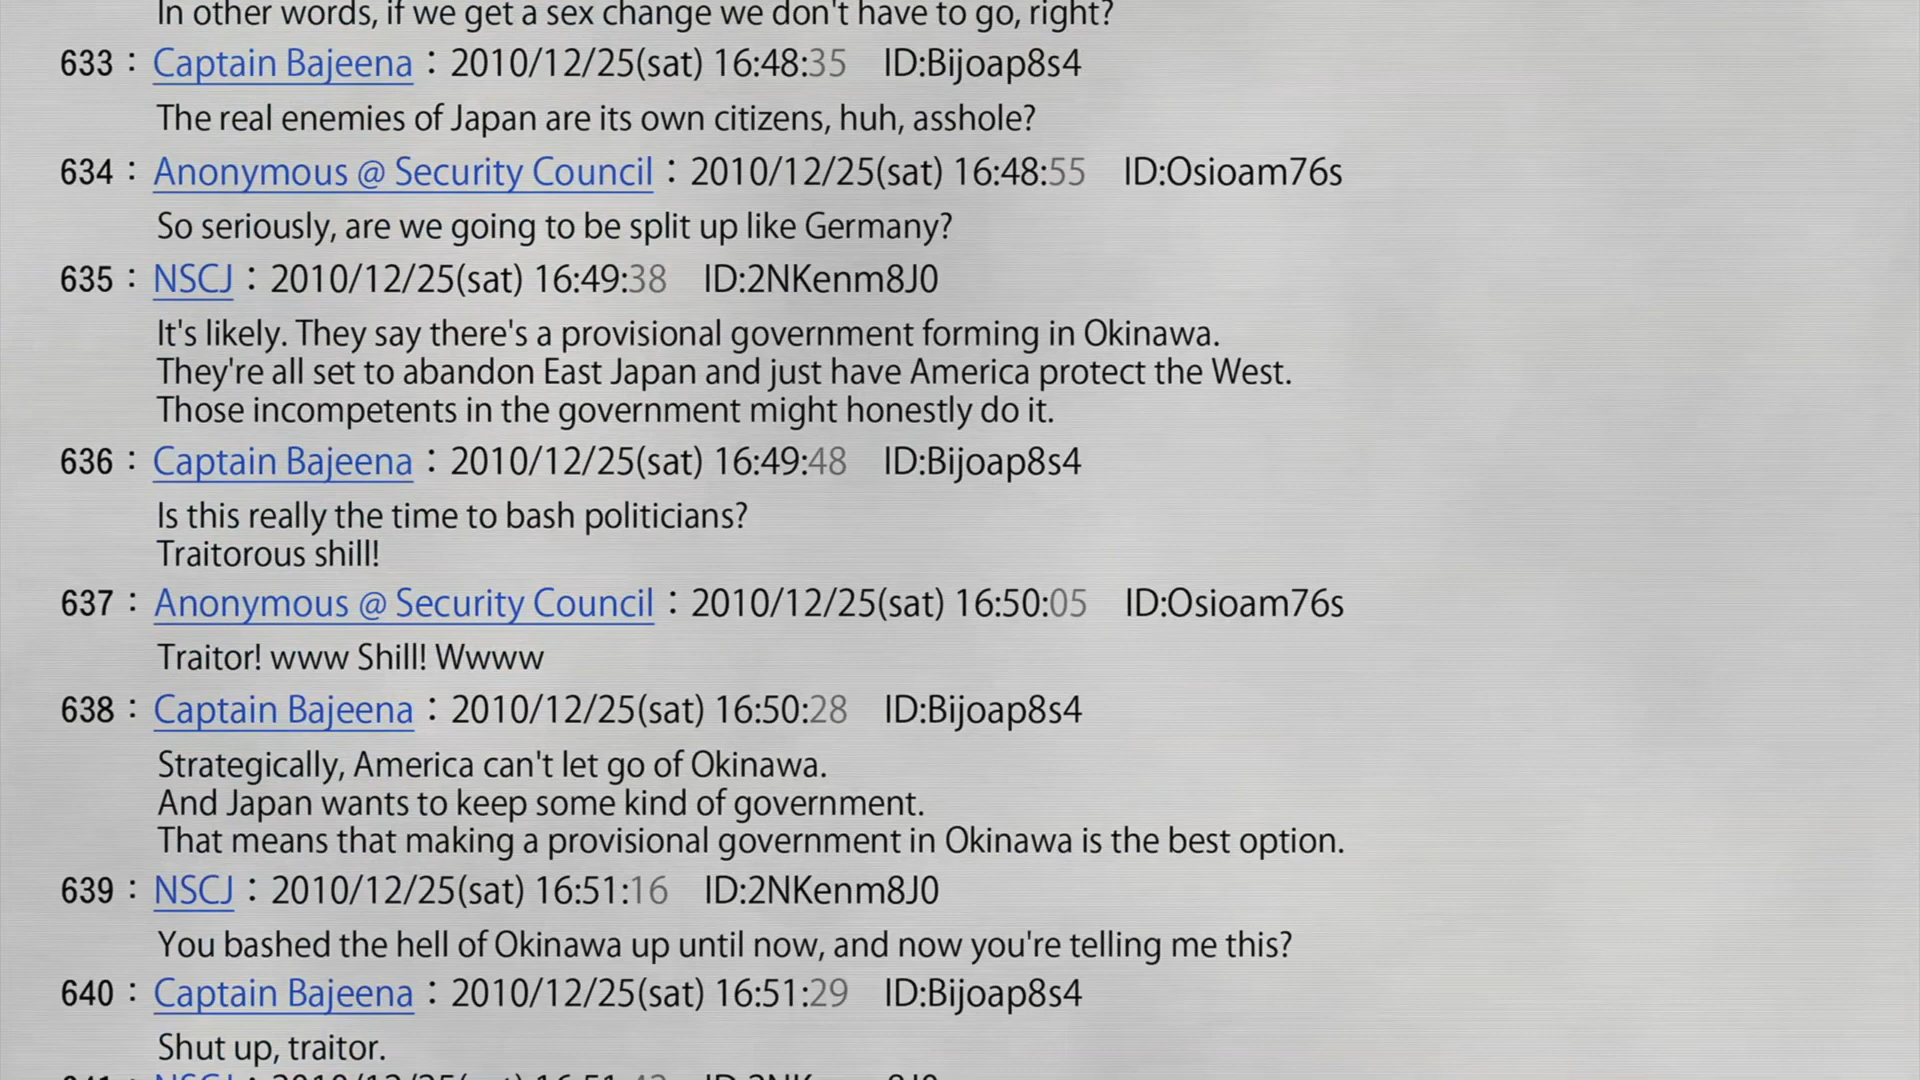 In other words, if we get a sex change we don't have to go, right?
633 : Captain Bajeena : 2010/12/25(sat) 16:48:35 ID:Bijoap8s4
The real enemies of Japan are its own citizens, huh, asshole?
634 : Anonymous @ Security Council : 2010/12/25(sat) 16:48:55 ID:Osioam76s
So seriously, are we going to be split up like Germany?
635 : NSCJ : 2010/12/25(sat) 16:49:38 ID:2NKenm8J0
It's likely. They say there's a provisional government forming in Okinawa.
They're all set to abandon East Japan and just have America protect the West.
Those incompetents in the government might honestly do it.
636 : Captain Bajeena : 2010/12/25(sat) 16:49:48 ID:Bijoap8s4
Is this really the time to bash politicians?
Traitorous shill!
637 : Anonymous @ Security Council : 2010/12/25(sat) 16:50:05 ID:Osioam76s
Traitor! www Shill! Wwww
638 : Captain Bajeena : 2010/12/25(sat) 16:50:28 ID:Bijoap8s4
Strategically, America can't let go of Okinawa.
And Japan wants to keep some kind of government.
That means that making a provisional government in Okinawa is the best option.
639 : NSCJ : 2010/12/25(sat) 16:51:16 ID:2NKenm8J0
You bashed the hell of Okinawa up until now, and now you're telling me this?
640 : Captain Bajeena : 2010/12/25(sat) 16:51:29 ID:Bijoap8s4
Shut up, traitor.